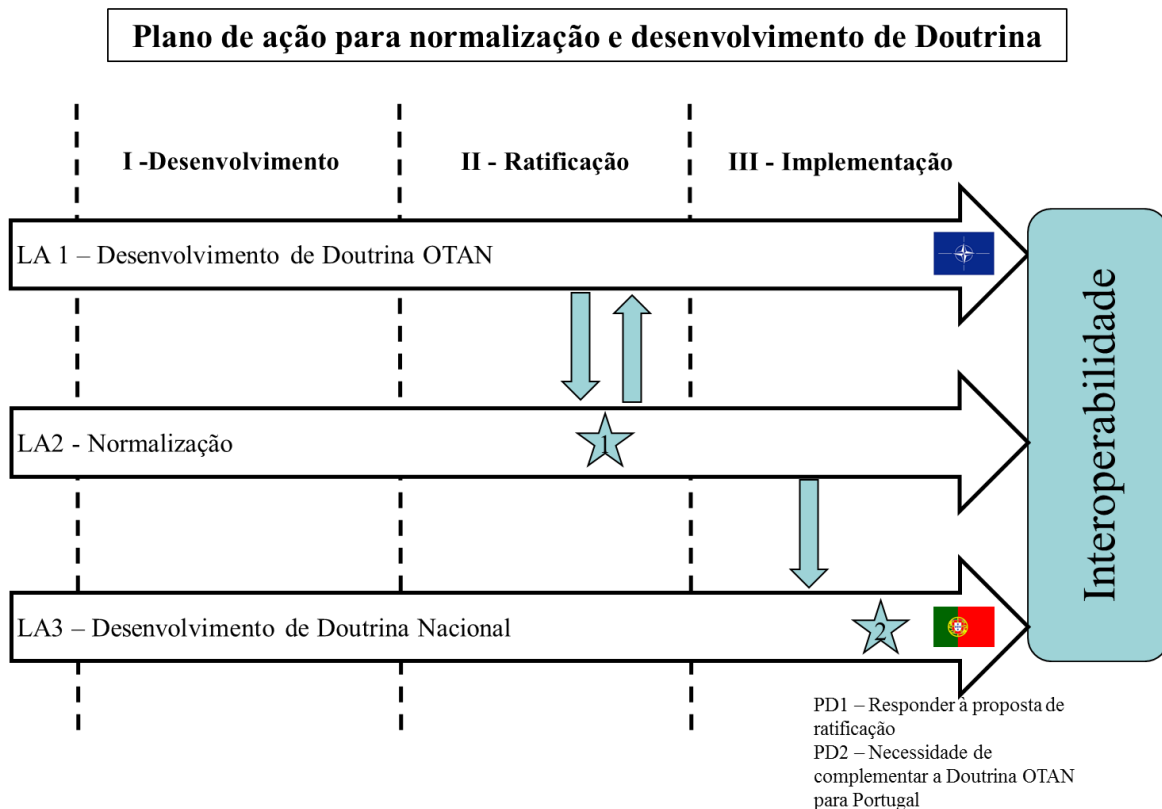 Plano de ação para normalização e desenvolvimento de Doutrina
I -Desenvolvimento
II - Ratificação
III - Implementação
LA 1 – Desenvolvimento de Doutrina OTAN
LA2 - Normalização
1
LA3 – Desenvolvimento de Doutrina Nacional
2
Interoperabilidade
PD1 – Responder à proposta de
ratificação
PD2 – Necessidade de
complementar a Doutrina OTAN
para Portugal